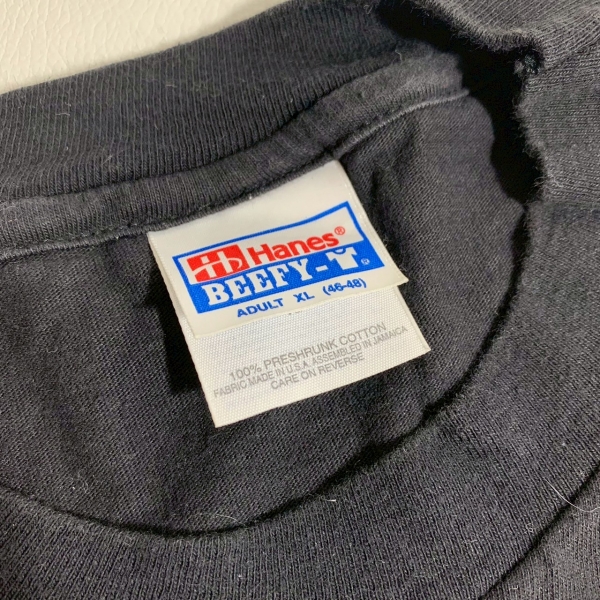 Hanes®
BEEFY-T®
ADULT XL (46-48)
100% PRESHRUNK COTTON
FABRIC MADE IN U.S.A. ASSEMBLED IN JAMAICA
CARE ON REVERSE